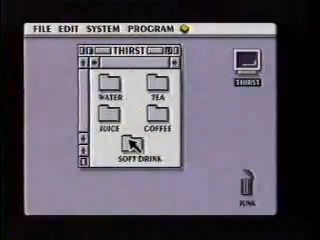 FILE EDIT SYSTEM PROGRAM
THIRST
WATER TEA
JUICE COFFEE
SOFT DRINK
THIRST
JUNK